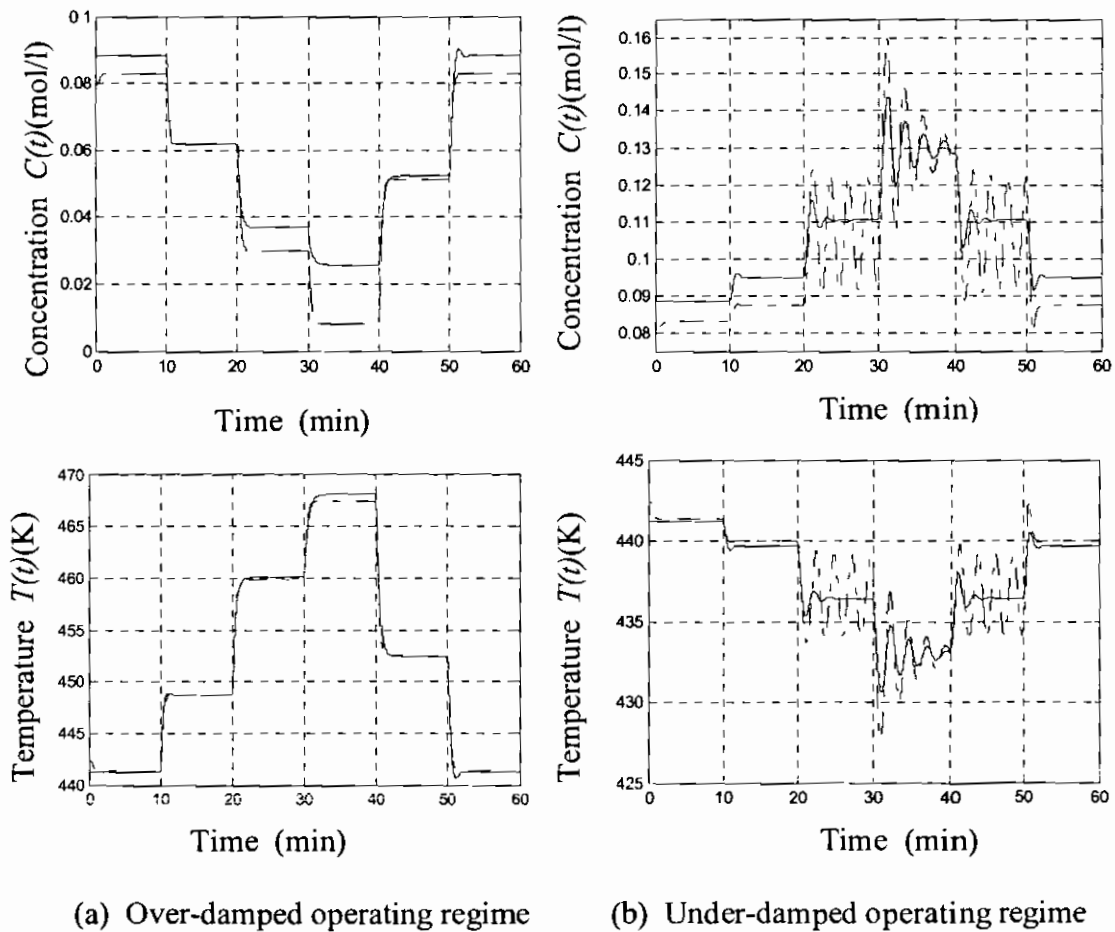 Concentration C(t)(mol/l)
0 1
0.08
0.06
0.04
0.02
0
0 10 20 30 40 50 60
Time (min)
Concentration C(t)(mol/l)
0.16
0.15
0.14
0.13
0.12
0.11
0.1
0.09
0.08
0 10 20 30 40 50 60
Time (min)
Temperature T(t)(K)
470
465
460
455
450
445
440
0 10 20 30 40 50 60
Time (min)
Temperature T(t)(K)
445
440
435
430
425
0 10 20 30 40 50 60
Time (min)
(a) Over-damped operating regime
(b) Under-damped operating regime